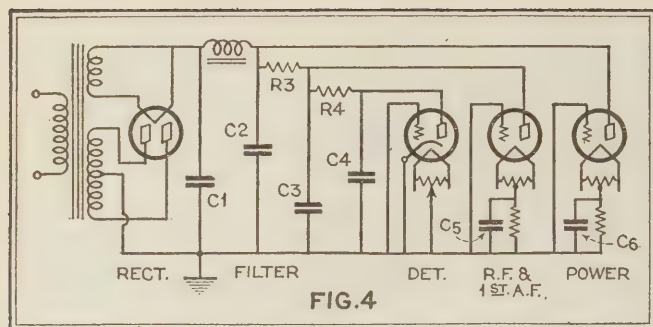 R3
R4
C2
C4
C1
C3
C5
C6
RECT.
FILTER
DET.
R.F. &
1ST. A.F.
POWER
FIG.4